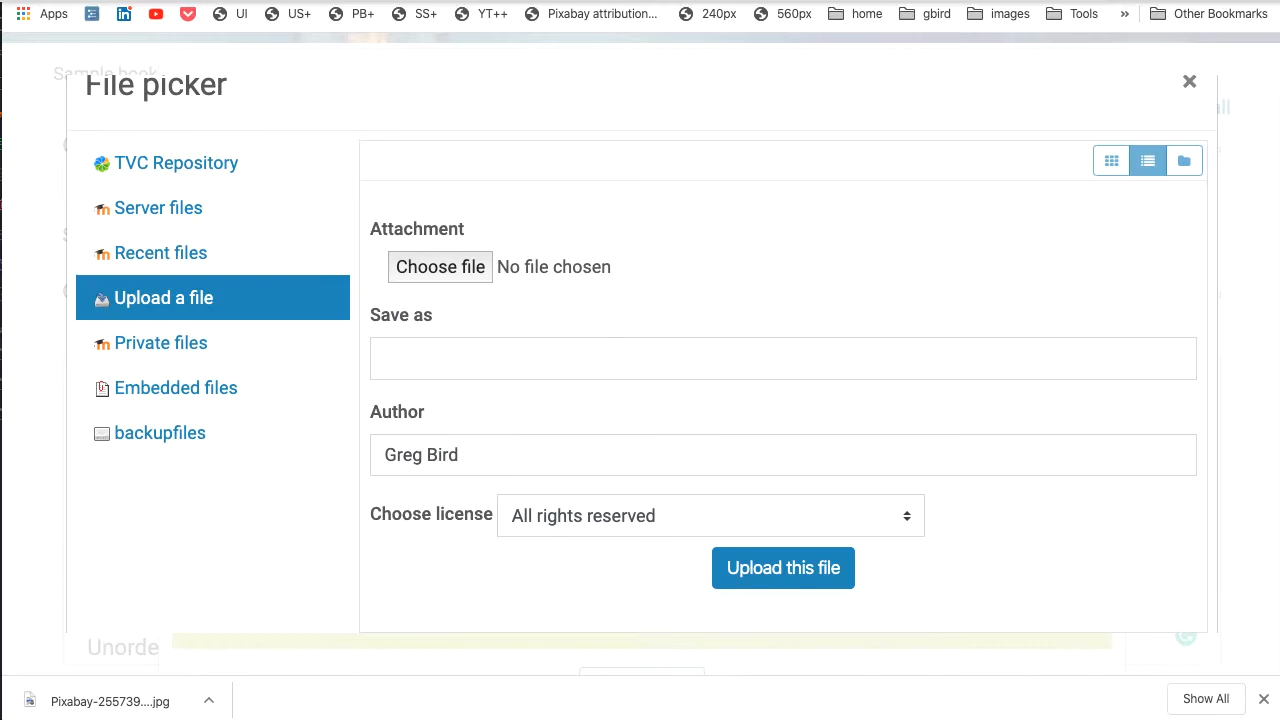 Apps UI US+ PB+ SS+ YT++ Pixabay attribution... 240px 560px home gbird images Tools » Other Bookmarks
Sample book
File picker
TVC Repository
Server files
Recent files
Upload a file
Private files
Embedded files
backupfiles
Attachment
Choose file No file chosen
Save as
Author
Greg Bird
Choose license All rights reserved
Upload this file
Unorde
Pixabay-255739....jpg
Show All